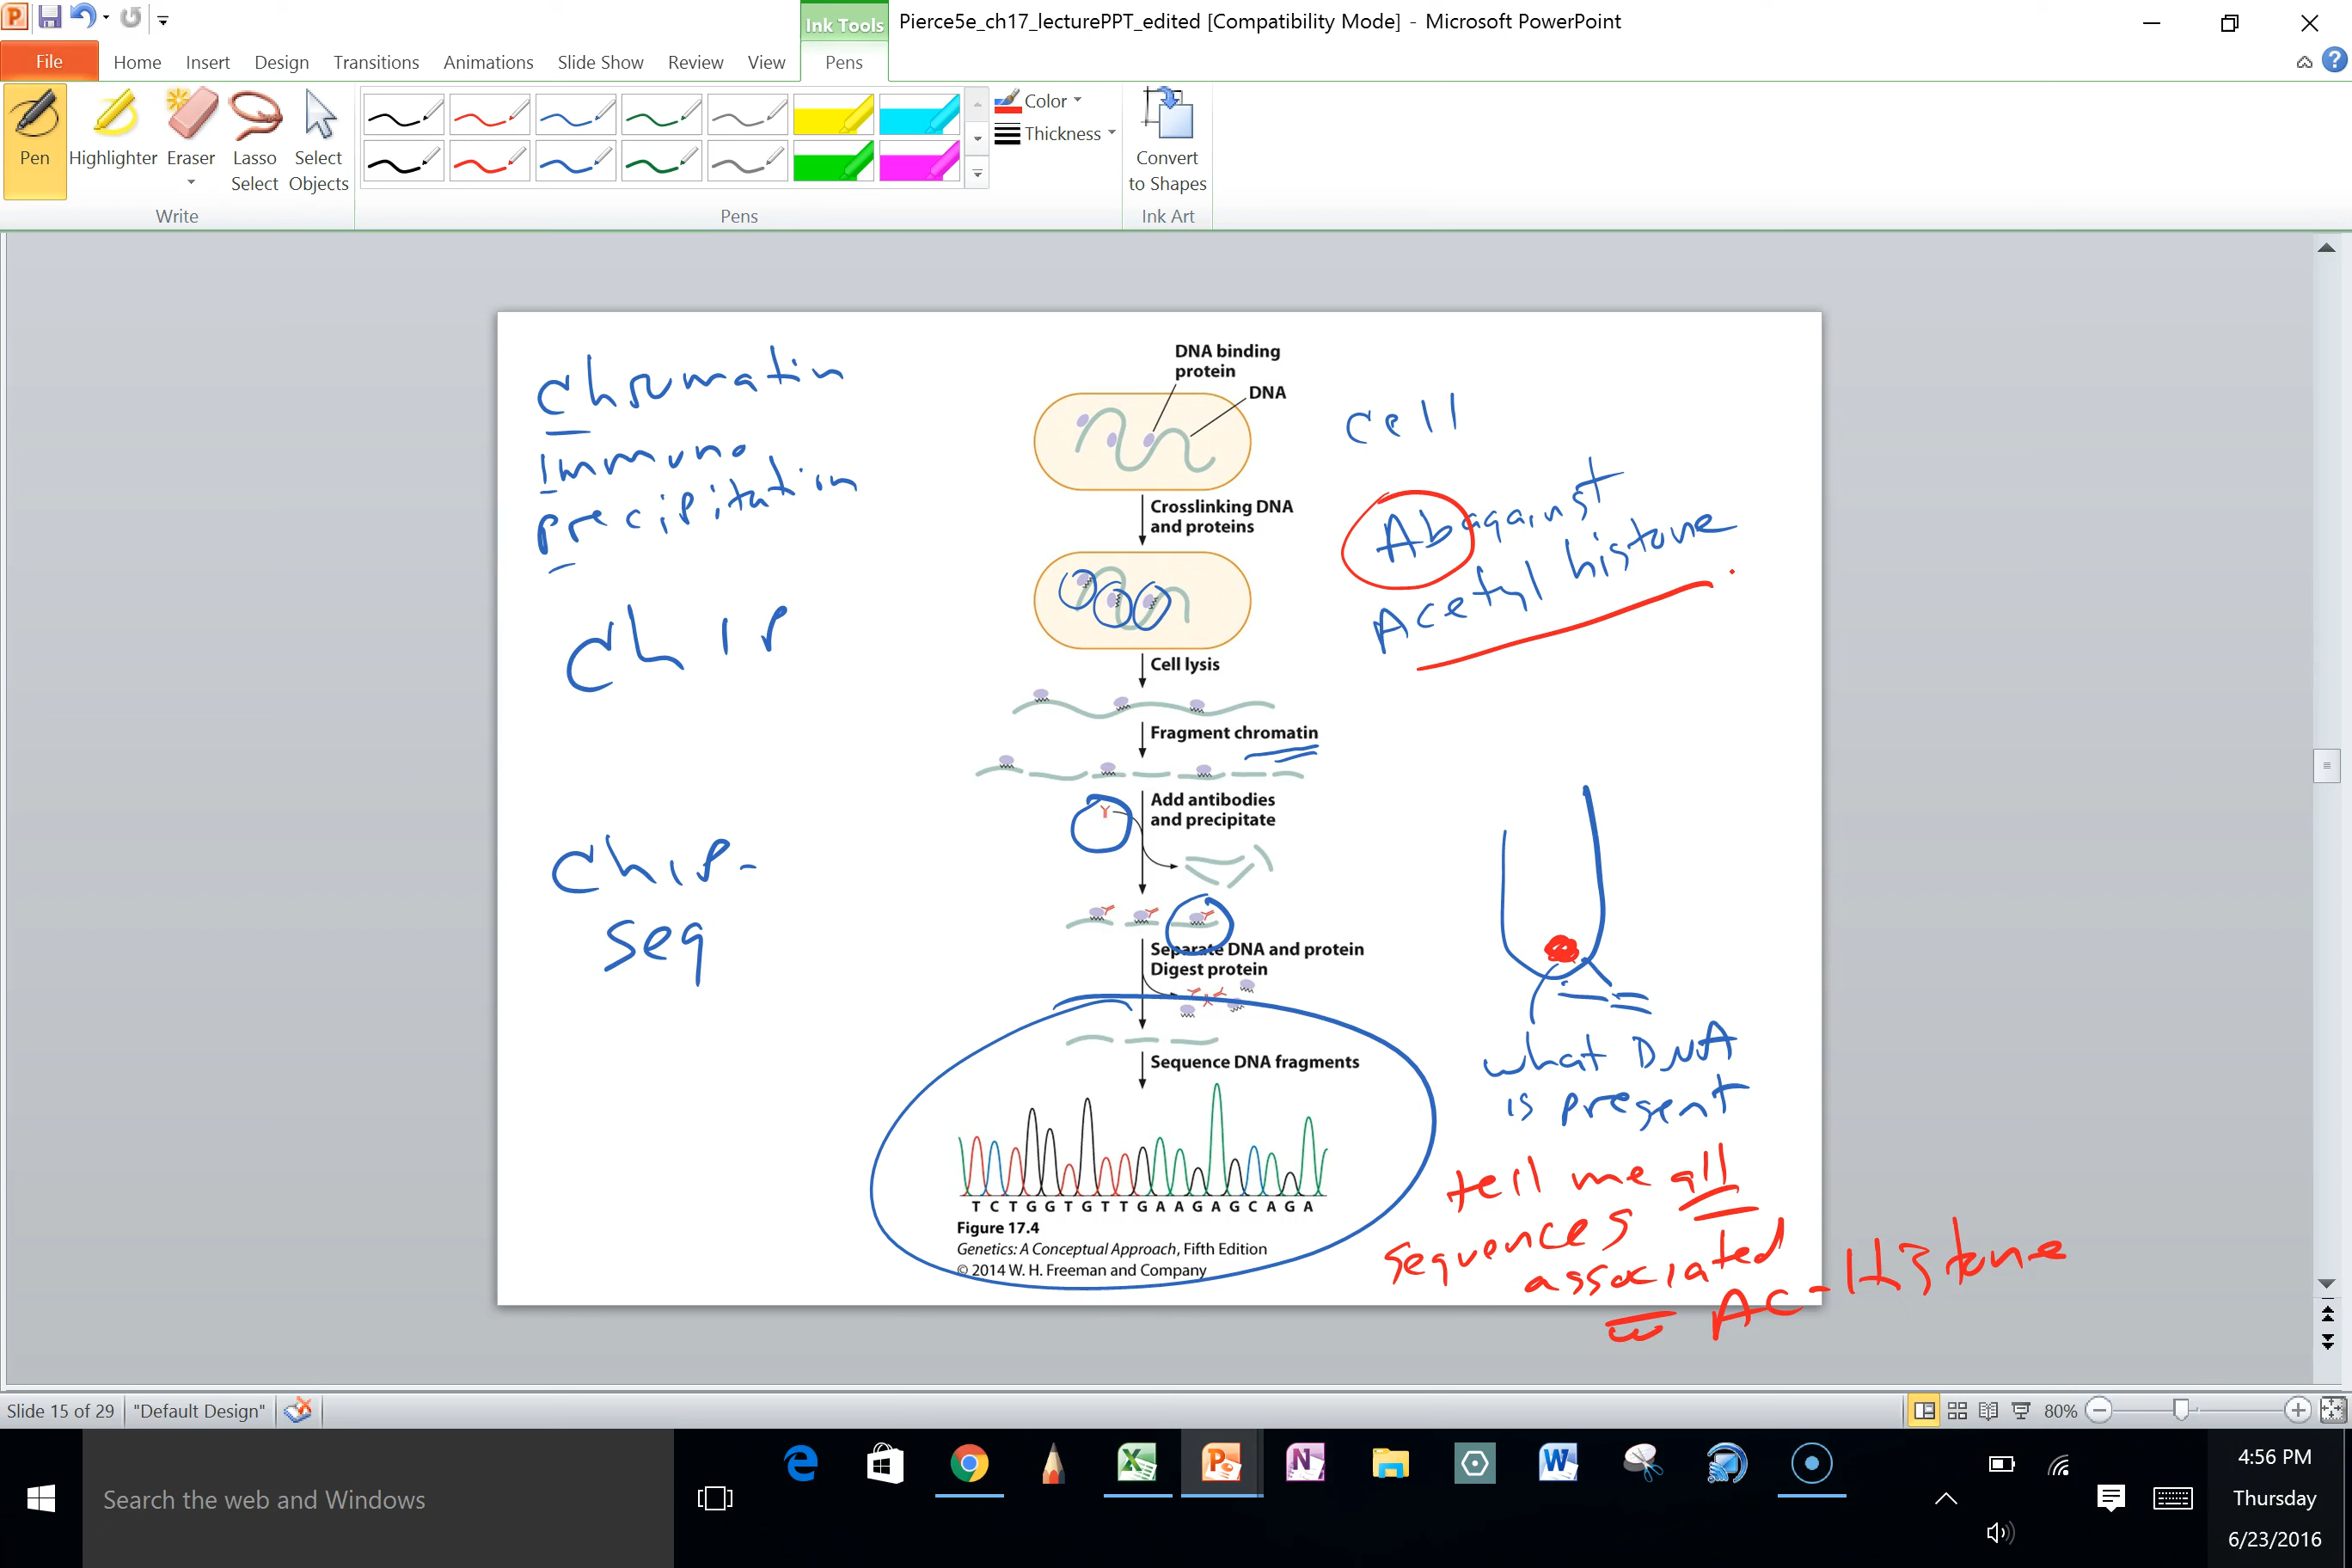 Ink Tools
Pierce5e_ch17_lecturePPT_edited [Compatibility Mode] - Microsoft PowerPoint
File Home Insert Design Transitions Animations Slide Show Review View Pens
Pen Highlighter Eraser Lasso Select Select Objects
Color
Thickness
Convert to Shapes
Write Pens Ink Art
Chromatin
Immuno
precipitation
ChIP
ChIP-
seq
DNA binding
protein
DNA
Crosslinking DNA
and proteins
Cell lysis
Fragment chromatin
Add antibodies
and precipitate
Separate DNA and protein
Digest protein
Sequence DNA fragments
T C T G G T G T T G A A G A G C A G A
Figure 17.4
Genetics: A Conceptual Approach, Fifth Edition
© 2014 W. H. Freeman and Company
Cell
Ab against
Acetyl histone
what DNA
is present
tell me all
sequences
associated
w Ac-Histone
Slide 15 of 29 "Default Design" 80%
Search the web and Windows
4:56 PM
Thursday
6/23/2016